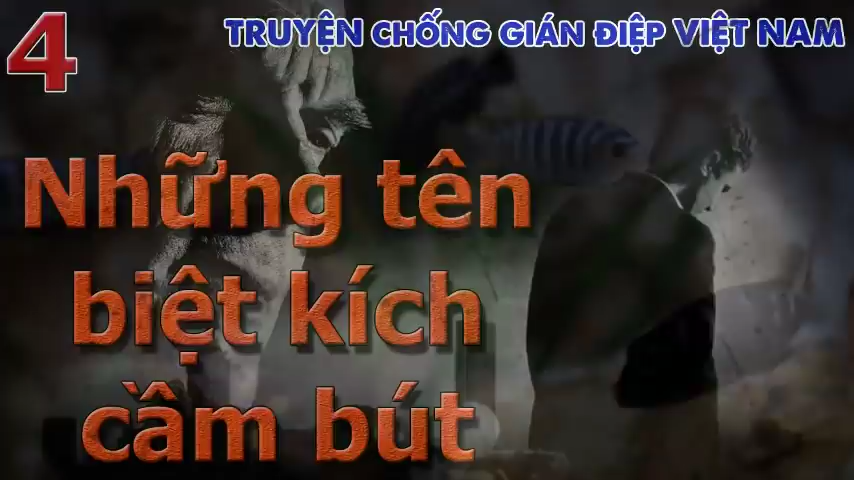 4
TRUYỆN CHỐNG GIÁN ĐIỆP VIỆT NAM
Những tên
biệt kích
cầm bút